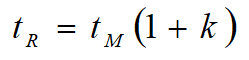 t_R = t_M (1 + k)